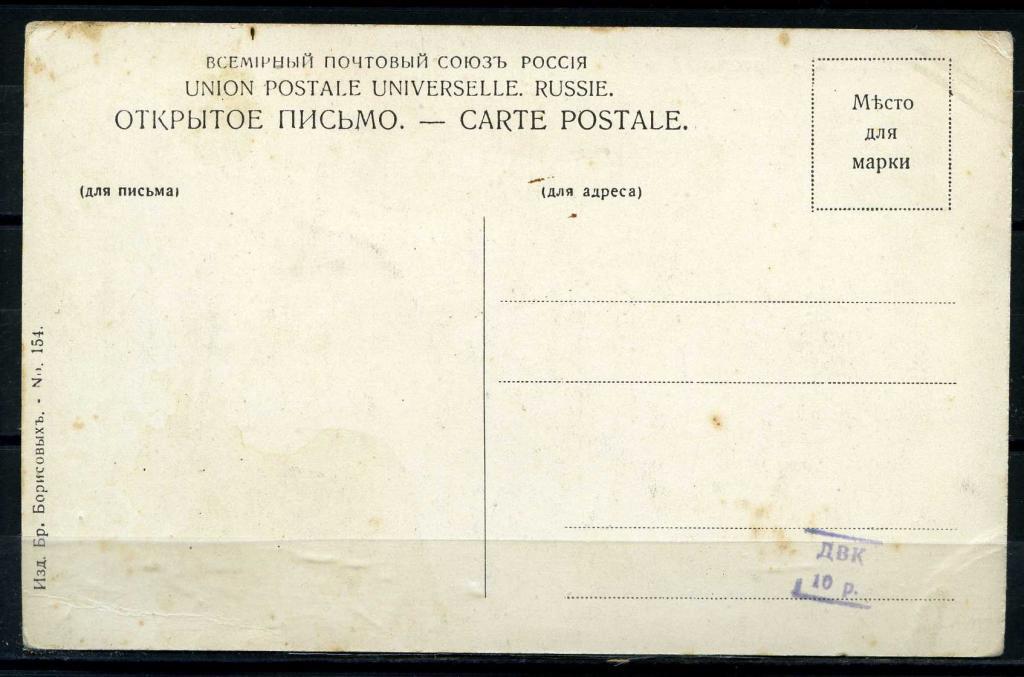 ВСЕМІРНЫЙ ПОЧТОВЫЙ СОЮЗЪ РОССІЯ
UNION POSTALE UNIVERSELLE. RUSSIE.
ОТКРЫТОЕ ПИСЬМО. — CARTE POSTALE.
Мѣсто
для
марки
(для письма)
(для адреса)
Изд. Бр. Борисовыхъ. - No. 154.
ДВК
10 р.